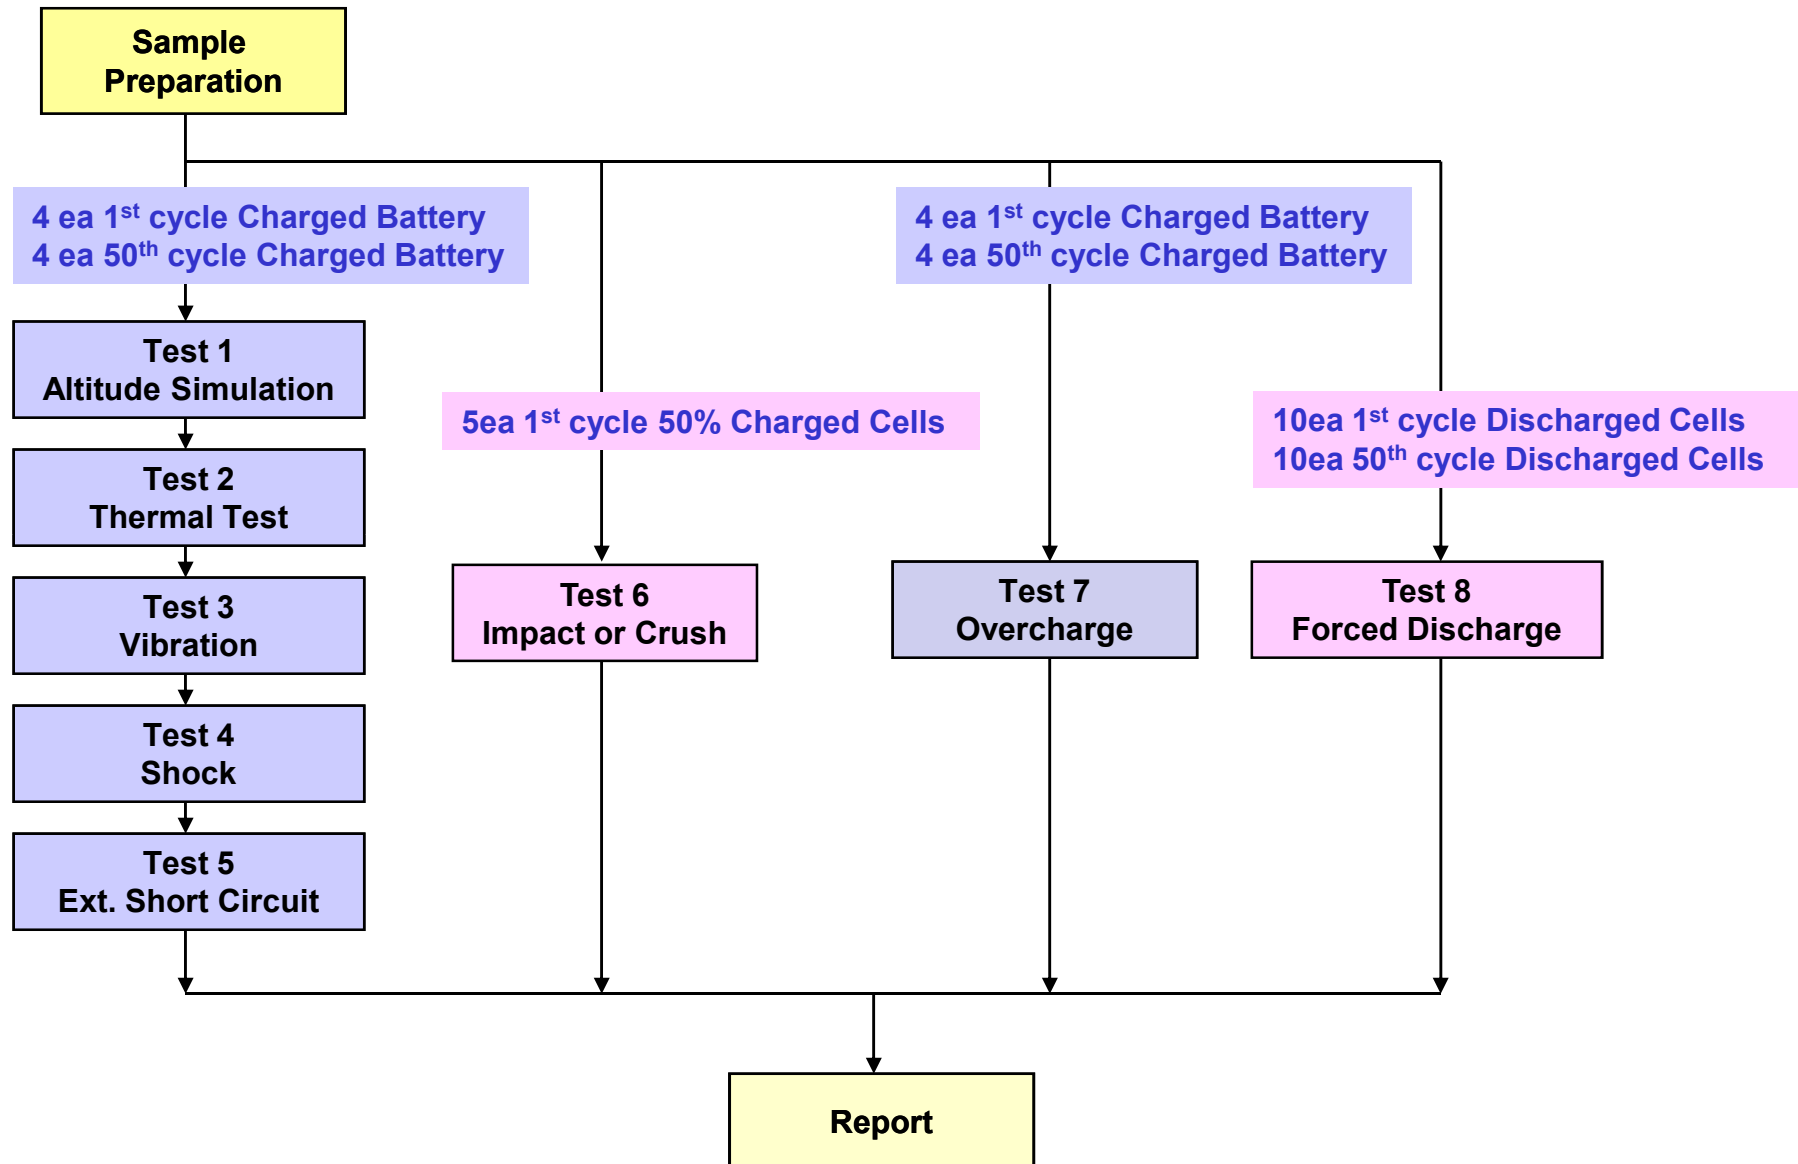 Sample
Preparation
4 ea 1st cycle Charged Battery
4 ea 50th cycle Charged Battery
4 ea 1st cycle Charged Battery
4 ea 50th cycle Charged Battery
Test 1
Altitude Simulation
5ea 1st cycle 50% Charged Cells
10ea 1st cycle Discharged Cells
10ea 50th cycle Discharged Cells
Test 2
Thermal Test
Test 3
Vibration
Test 6
Impact or Crush
Test 7
Overcharge
Test 8
Forced Discharge
Test 4
Shock
Test 5
Ext. Short Circuit
Report